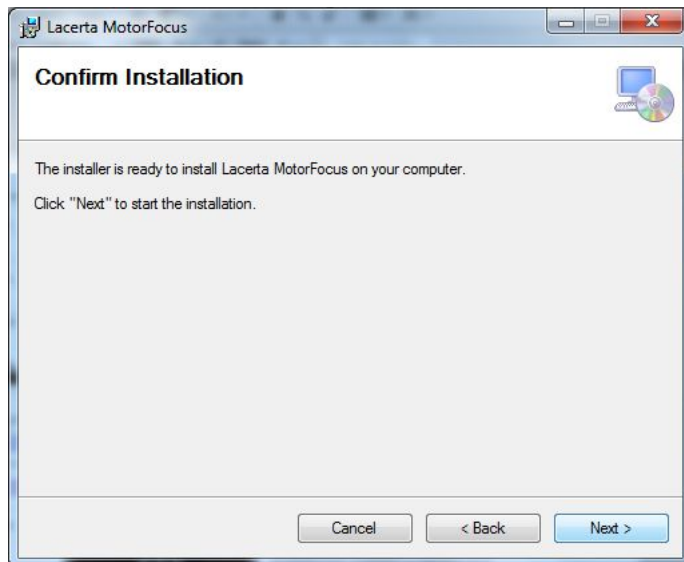 Lacerta MotorFocus
Confirm Installation
The installer is ready to install Lacerta MotorFocus on your computer.
Click "Next" to start the installation.
Cancel
< Back
Next >